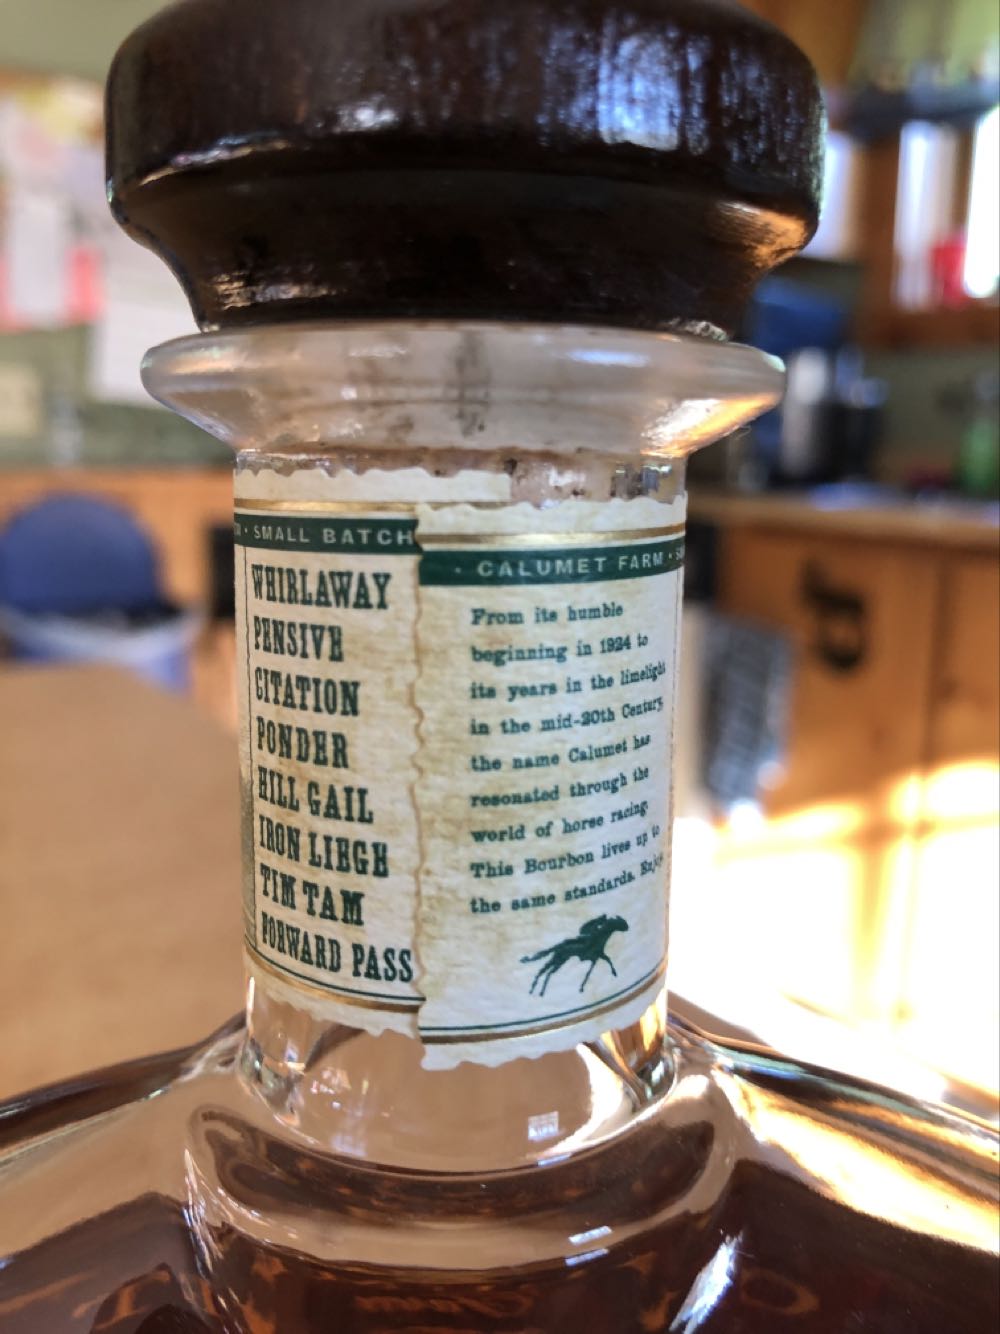 · SMALL BATCH
WHIRLAWAY
PENSIVE
CITATION
PONDER
HILL GAIL
IRON LIEGE
TIM TAM
FORWARD PASS
· CALUMET FARM ·
From its humble
beginning in 1924 to
its years in the limelight
in the mid-20th Century,
the name Calumet has
resonated through the
world of horse racing.
This Bourbon lives up to
the same standards. Enjoy